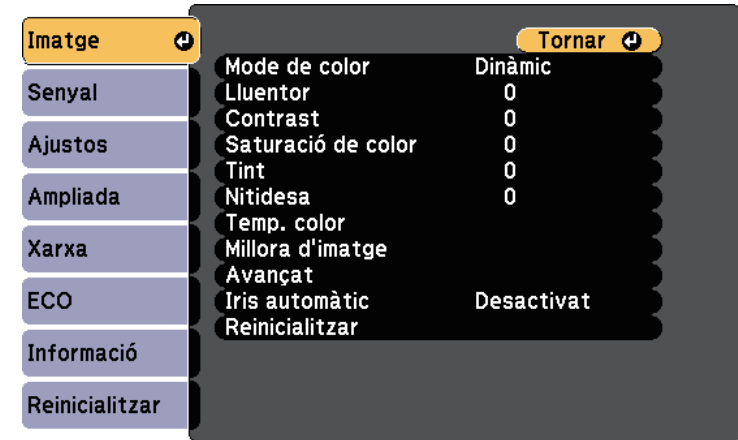 Imatge
Senyal
Ajustos
Ampliada
Xarxa
ECO
Informació
Reinicialitzar
Tornar
Mode de color Dinàmic
Lluentor 0
Contrast 0
Saturació de color 0
Tint 0
Nitidesa 0
Temp. color
Millora d'imatge
Avançat
Iris automàtic Desactivat
Reinicialitzar